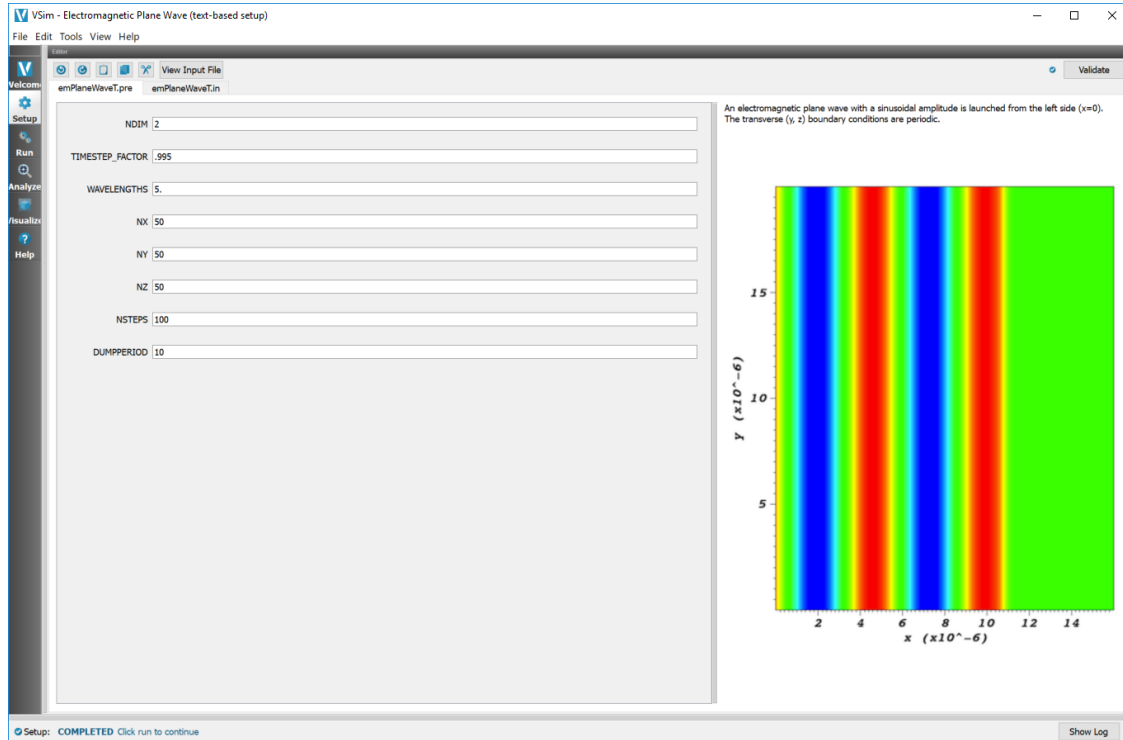 VSim - Electromagnetic Plane Wave (text-based setup)
File Edit Tools View Help
Editor
View Input File
Validate
Welcome
Setup
Run
Analyze
Visualize
Help
emPlaneWaveT.pre emPlaneWaveT.in
NDIM 2
TIMESTEP_FACTOR .995
WAVELENGTHS 5.
NX 50
NY 50
NZ 50
NSTEPS 100
DUMPPERIOD 10
An electromagnetic plane wave with a sinusoidal amplitude is launched from the left side (x=0).
The transverse (y, z) boundary conditions are periodic.
15
10
5
y (x10^-6)
2 4 6 8 10 12 14
x (x10^-6)
Setup: COMPLETED Click run to continue
Show Log